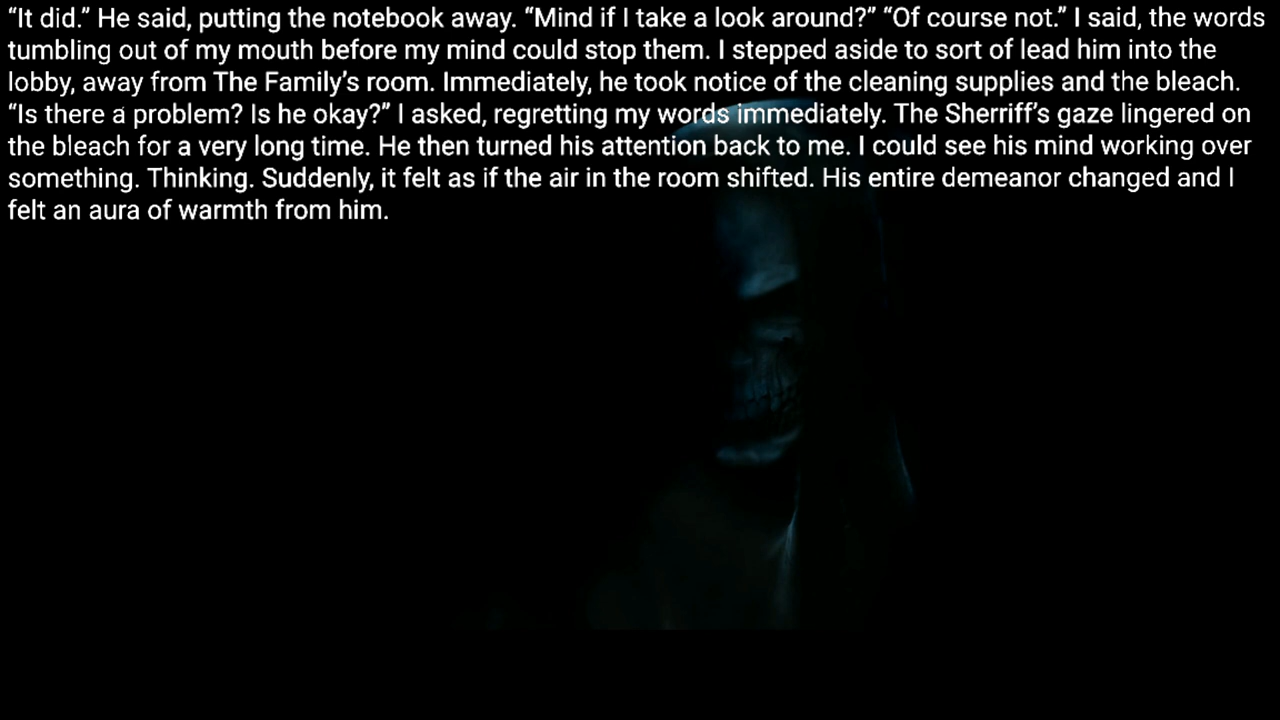 “It did.” He said, putting the notebook away. “Mind if I take a look around?” “Of course not.” I said, the words
tumbling out of my mouth before my mind could stop them. I stepped aside to sort of lead him into the
lobby, away from The Family’s room. Immediately, he took notice of the cleaning supplies and the bleach.
“Is there a problem? Is he okay?” I asked, regretting my words immediately. The Sherriff’s gaze lingered on
the bleach for a very long time. He then turned his attention back to me. I could see his mind working over
something. Thinking. Suddenly, it felt as if the air in the room shifted. His entire demeanor changed and I
felt an aura of warmth from him.